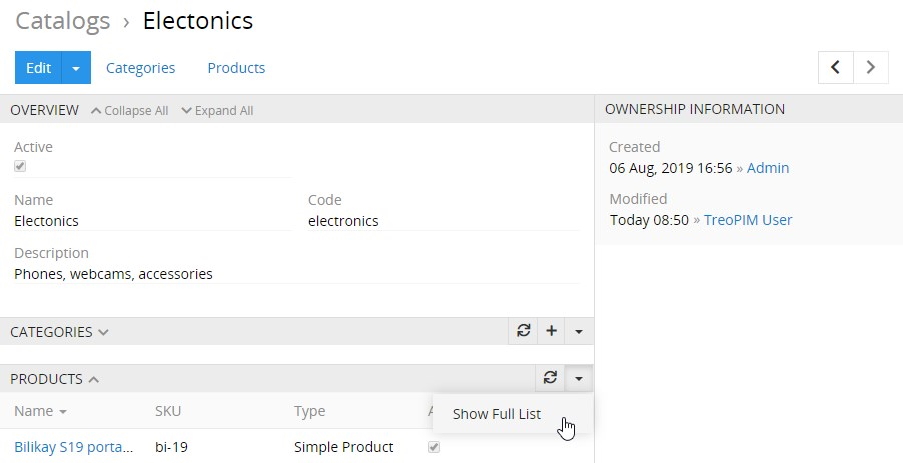 Catalogs › Electonics
Edit Categories Products
OVERVIEW Collapse All Expand All
OWNERSHIP INFORMATION
Active
Name Code
Electonics electronics
Description
Phones, webcams, accessories
Created
06 Aug, 2019 16:56 » Admin
Modified
Today 08:50 » TreoPIM User
CATEGORIES
PRODUCTS
Show Full List
Name SKU Type
Bilikay S19 porta... bi-19 Simple Product